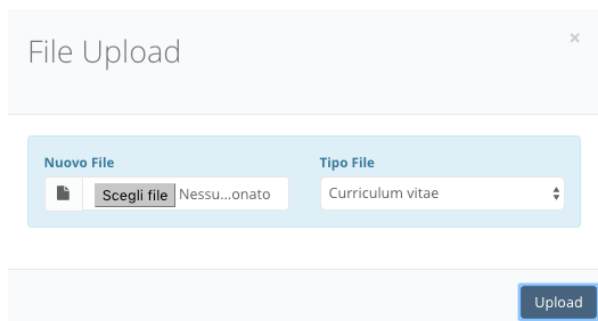 File Upload
×
Nuovo File
Tipo File
Scegli file Nessu...onato
Curriculum vitae
Upload